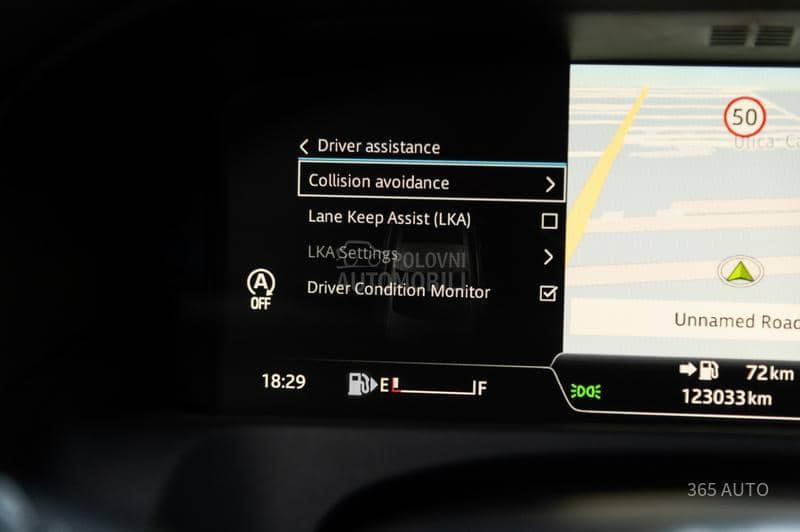 Driver assistance
Collision avoidance
Lane Keep Assist (LKA)
LKA Settings
POLOVNI
AUTOMOBILI
Driver Condition Monitor
A
OFF
50
Ulica
Unnamed Road
18:29
E
F
72km
123033km
365 AUTO